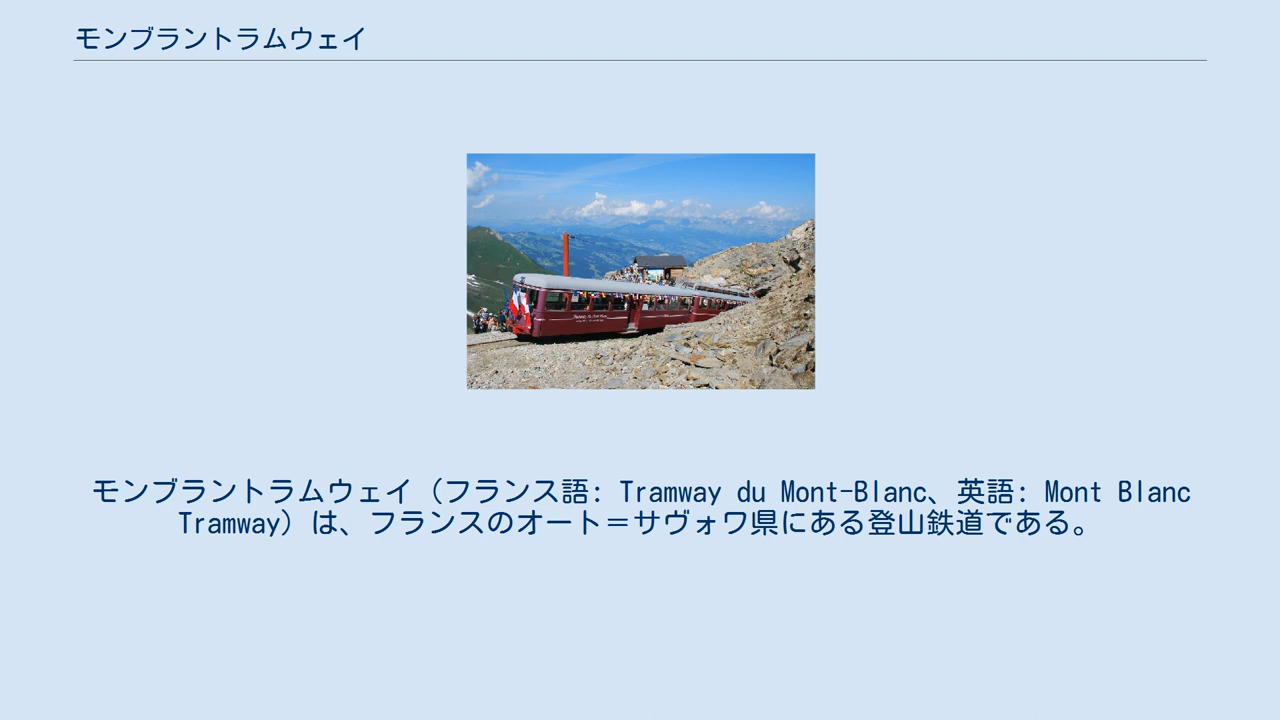 モンブラントラムウェイ
モンブラントラムウェイ（フランス語: Tramway du Mont-Blanc、英語: Mont Blanc
Tramway）は、フランスのオート＝サヴォワ県にある登山鉄道である。